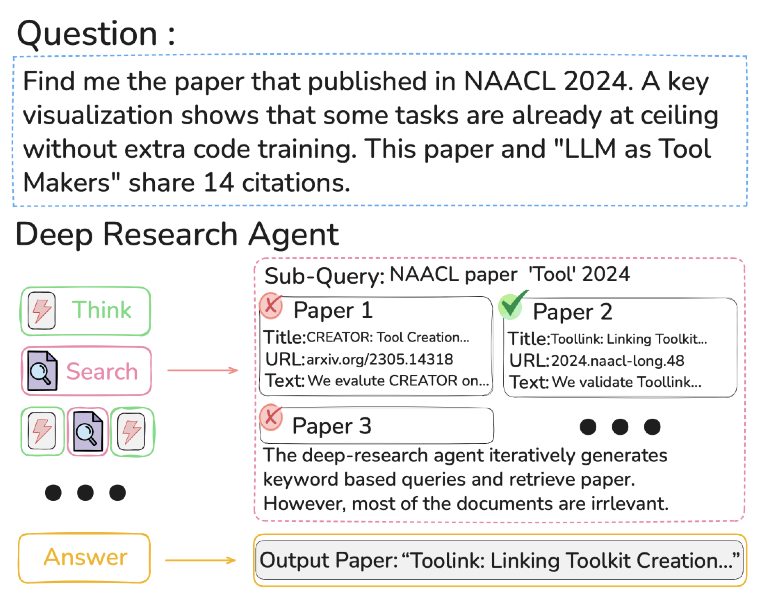 Question :
Find me the paper that published in NAACL 2024. A key
visualization shows that some tasks are already at ceiling
without extra code training. This paper and "LLM as Tool
Makers" share 14 citations.
Deep Research Agent
Think
Search
Answer
Sub-Query: NAACL paper 'Tool' 2024
Paper 1
Title:CREATOR: Tool Creation...
URL:arxiv.org/2305.14318
Text: We evalute CREATOR on...
Paper 2
Title:Toollink: Linking Toolkit...
URL:2024.naacl-long.48
Text: We validate Toollink...
Paper 3
The deep-research agent iteratively generates
keyword based queries and retrieve paper.
However, most of the documents are irrlevant.
Output Paper: “Toolink: Linking Toolkit Creation...”